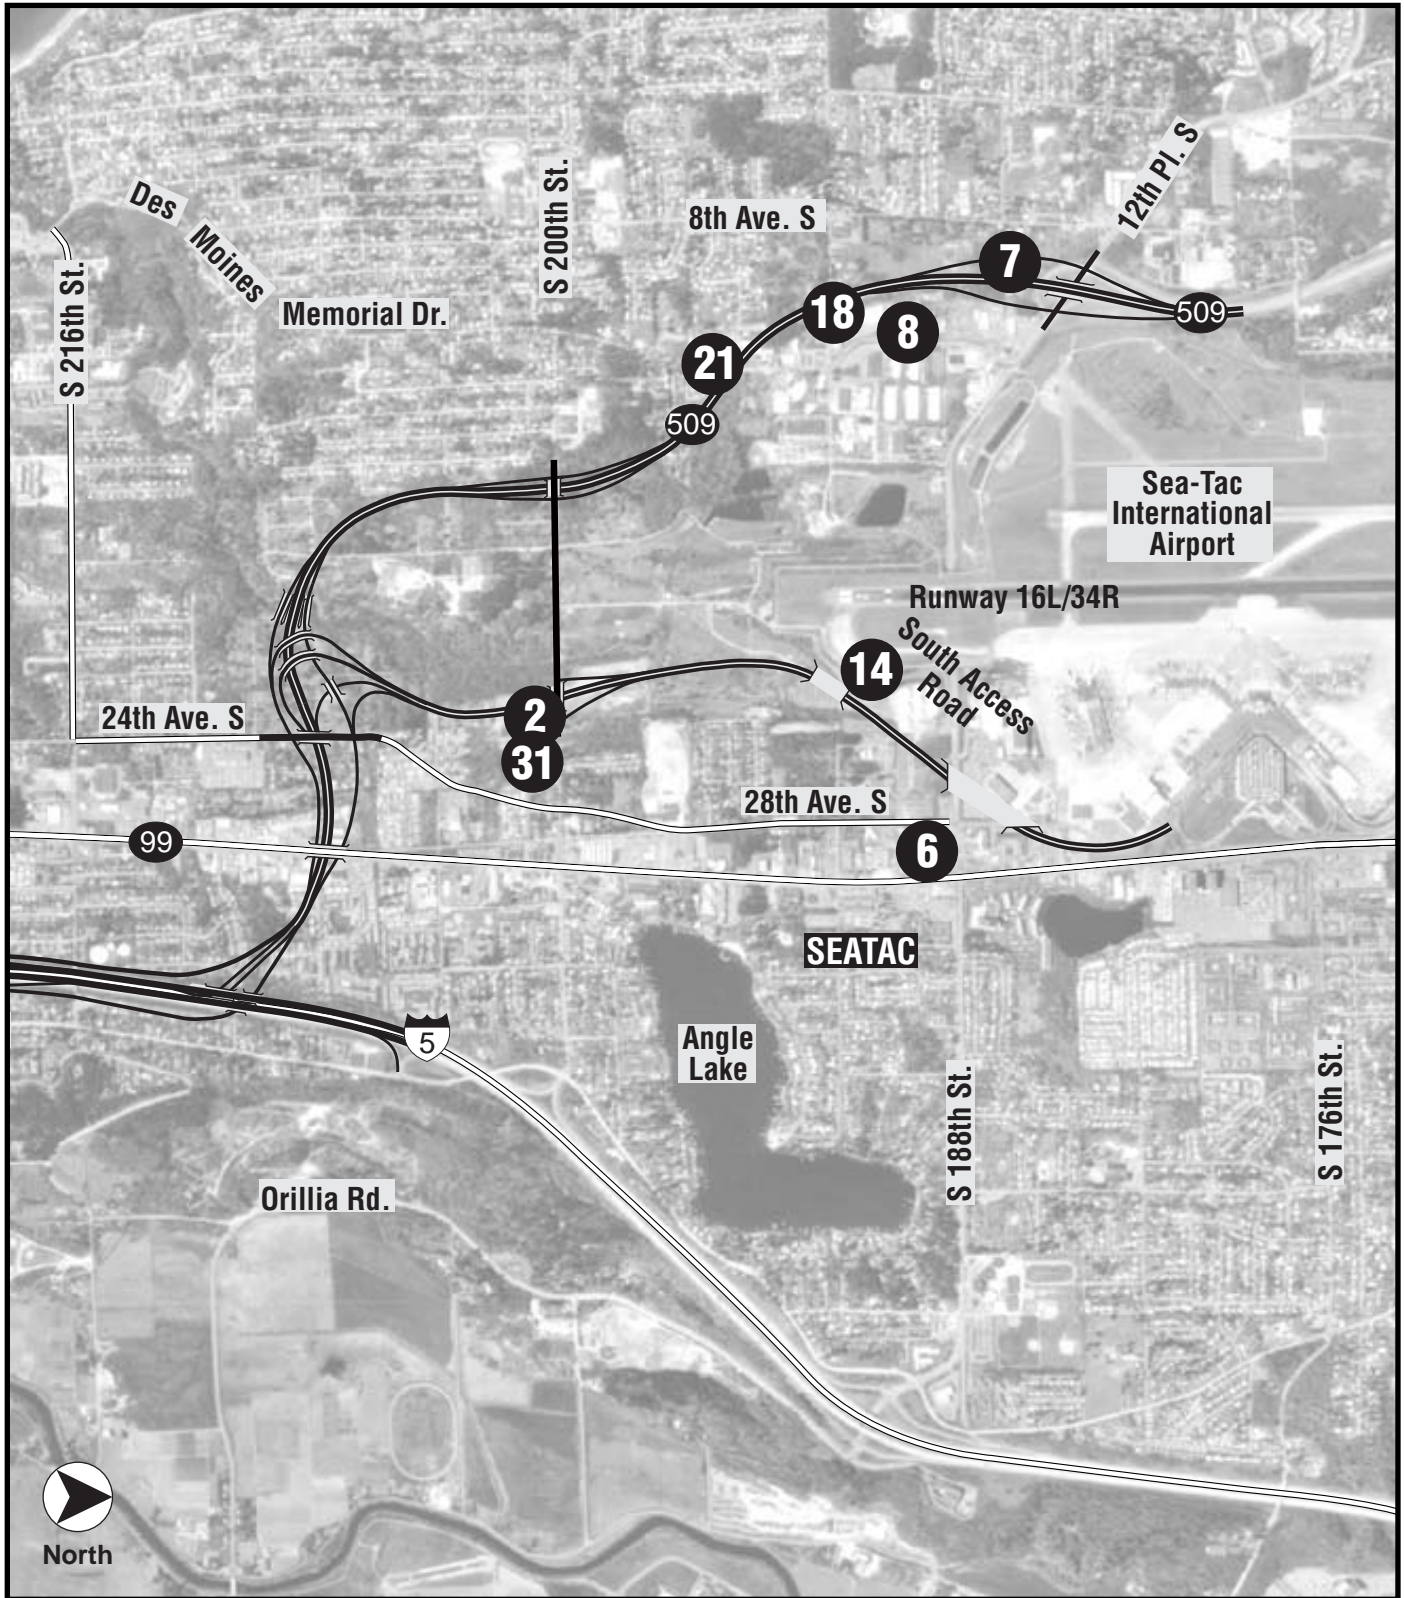 12th Pl. S
Des
Moines
Memorial Dr.
S 200th St.
8th Ave. S
7
18
8
509
21
509
S 216th St.
Sea-Tac
International
Airport
Runway 16L/34R
South Access
Road
14
2
31
24th Ave. S
28th Ave. S
99
6
SEATAC
5
Angle
Lake
S 188th St.
S 176th St.
Orillia Rd.
North